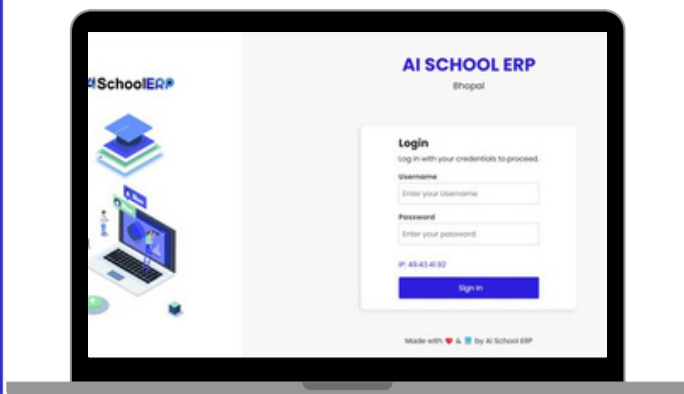 AI SchoolERP
AI SCHOOL ERP
Bhopal
Login
Log in with your credentials to proceed.
Username
Enter your Username
Password
Enter your password
IP: 49.43.41.92
Sign In
Made with ❤️ & by AI School ERP